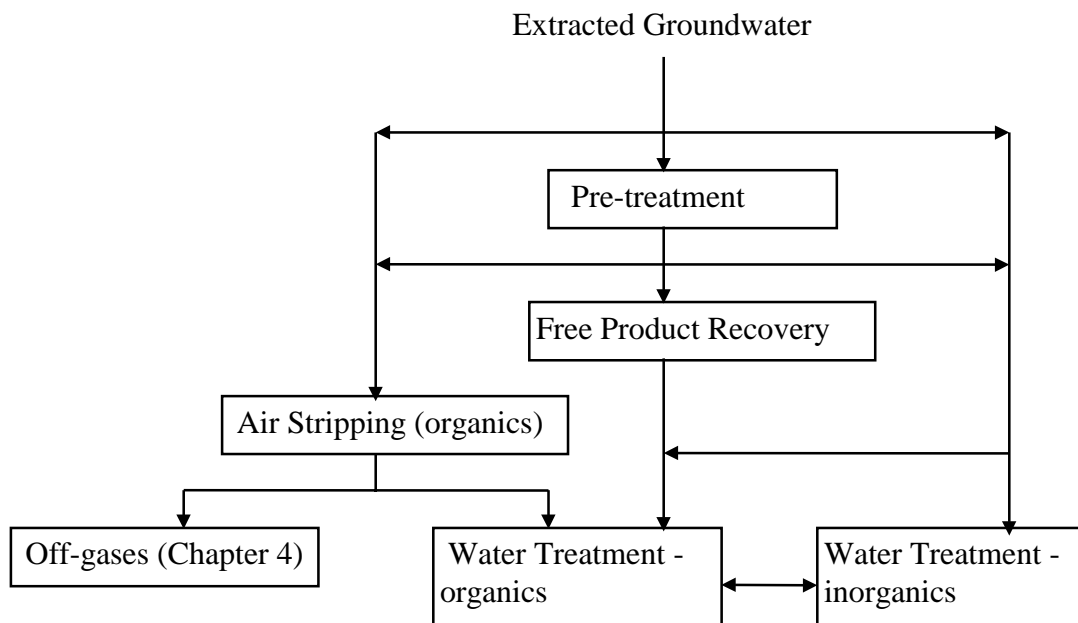 Extracted Groundwater
Pre-treatment
Free Product Recovery
Air Stripping (organics)
Off-gases (Chapter 4)
Water Treatment -
organics
Water Treatment -
inorganics